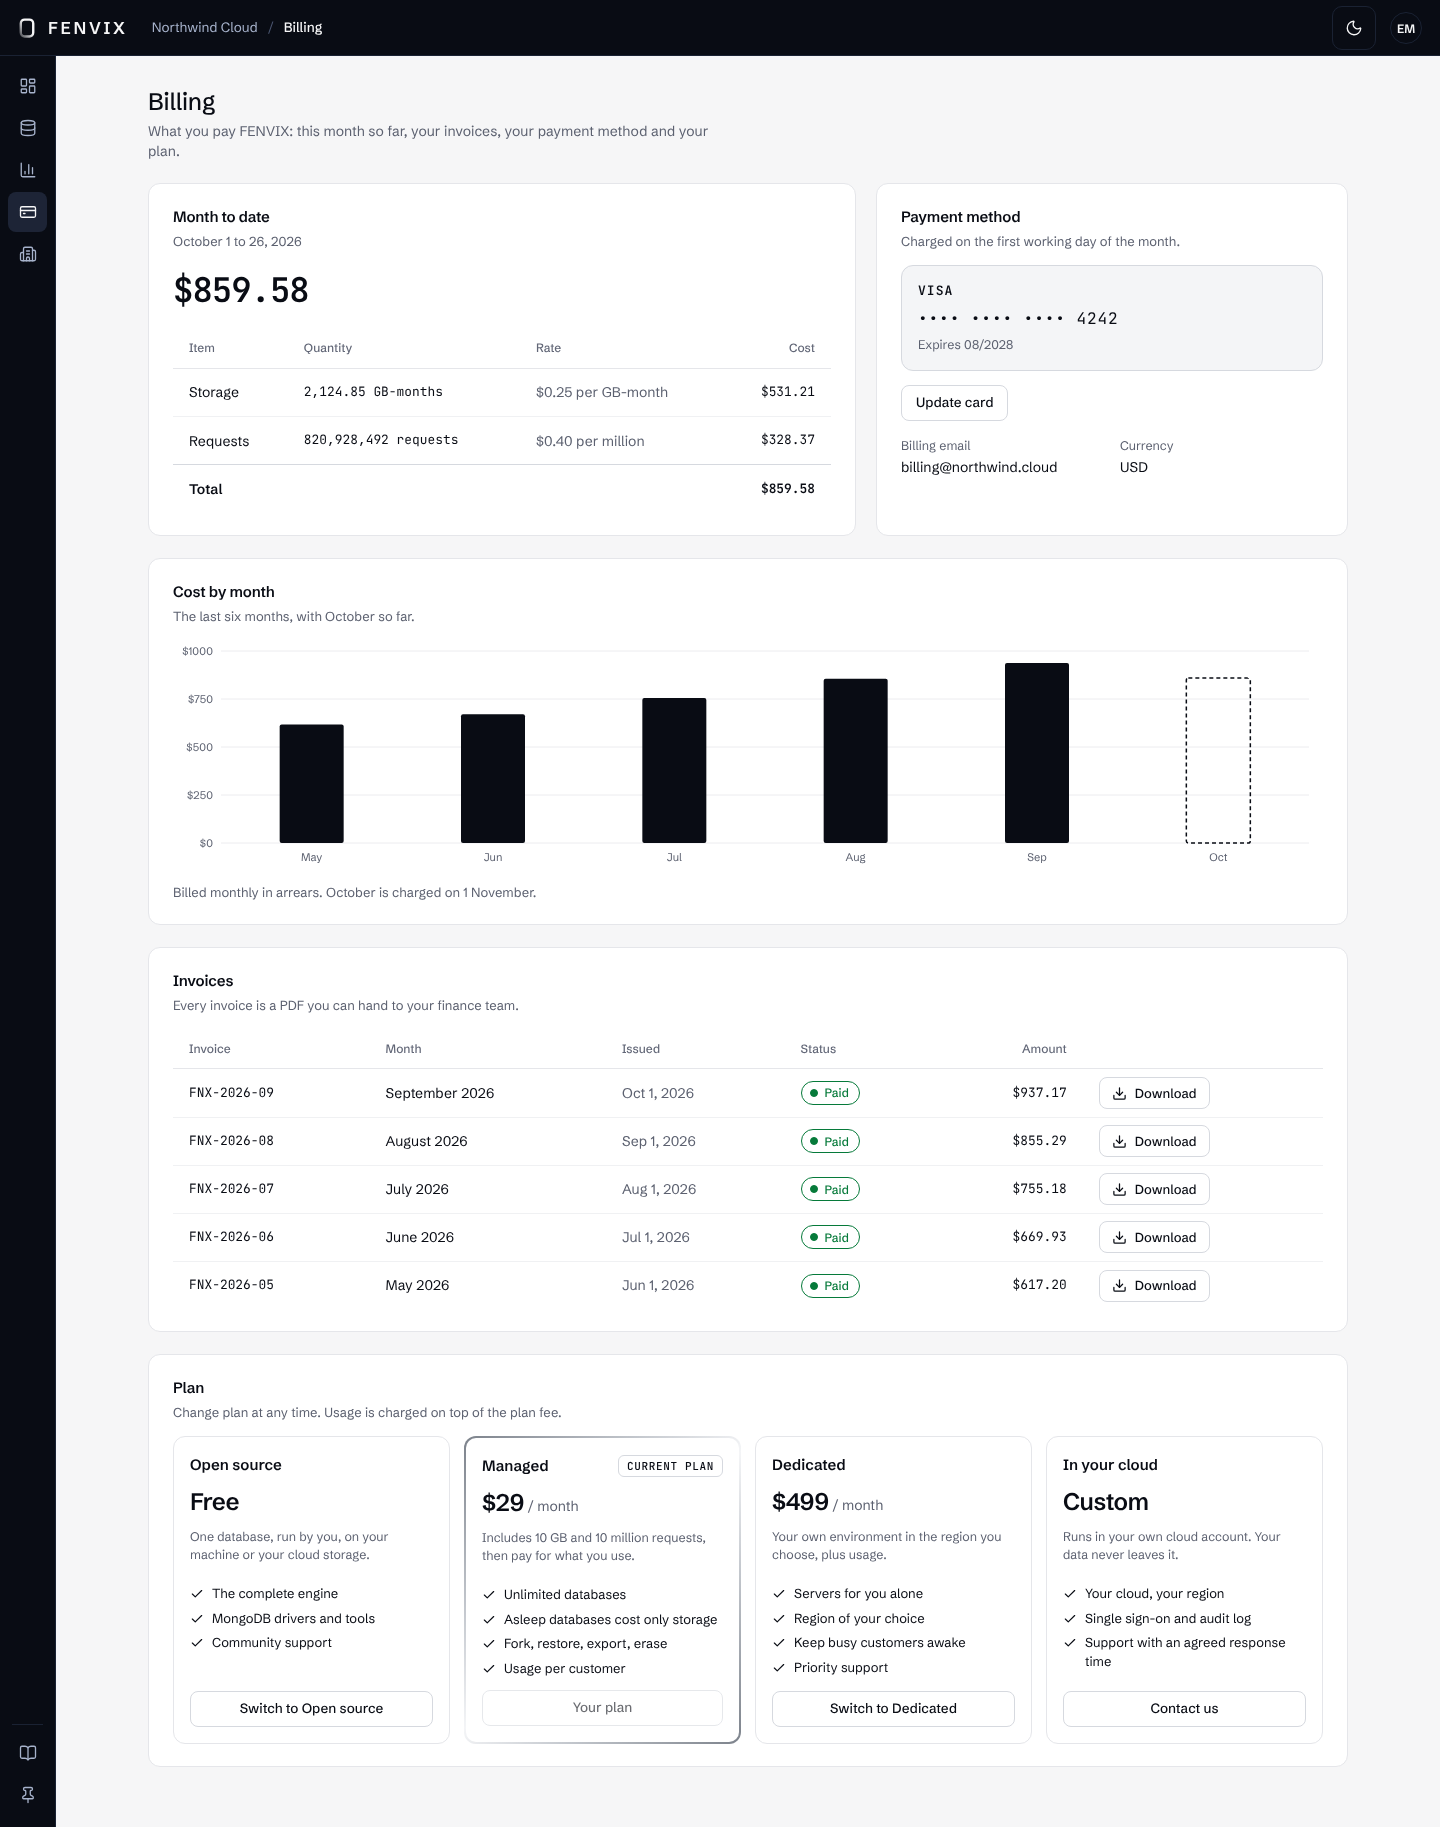 FENVIX
Northwind Cloud / Billing
EM
Billing
What you pay FENVIX: this month so far, your invoices, your payment method and your
plan.
Month to date
October 1 to 26, 2026
$859.58
Item Quantity Rate Cost
Storage 2,124.85 GB-months $0.25 per GB-month $531.21
Requests 820,928,492 requests $0.40 per million $328.37
Total $859.58
Payment method
Charged on the first working day of the month.
VISA
•••• •••• •••• 4242
Expires 08/2028
Update card
Billing email Currency
billing@northwind.cloud USD
Cost by month
The last six months, with October so far.
$1000
$750
$500
$250
$0
May Jun Jul Aug Sep Oct
Billed monthly in arrears. October is charged on 1 November.
Invoices
Every invoice is a PDF you can hand to your finance team.
Invoice Month Issued Status Amount
FNX-2026-09 September 2026 Oct 1, 2026 Paid $937.17 Download
FNX-2026-08 August 2026 Sep 1, 2026 Paid $855.29 Download
FNX-2026-07 July 2026 Aug 1, 2026 Paid $755.18 Download
FNX-2026-06 June 2026 Jul 1, 2026 Paid $669.93 Download
FNX-2026-05 May 2026 Jun 1, 2026 Paid $617.20 Download
Plan
Change plan at any time. Usage is charged on top of the plan fee.
Open source
Free
One database, run by you, on your
machine or your cloud storage.
The complete engine
MongoDB drivers and tools
Community support
Switch to Open source
Managed CURRENT PLAN
$29 / month
Includes 10 GB and 10 million requests,
then pay for what you use.
Unlimited databases
Asleep databases cost only storage
Fork, restore, export, erase
Usage per customer
Your plan
Dedicated
$499 / month
Your own environment in the region you
choose, plus usage.
Servers for you alone
Region of your choice
Keep busy customers awake
Priority support
Switch to Dedicated
In your cloud
Custom
Runs in your own cloud account. Your
data never leaves it.
Your cloud, your region
Single sign-on and audit log
Support with an agreed response
time
Contact us